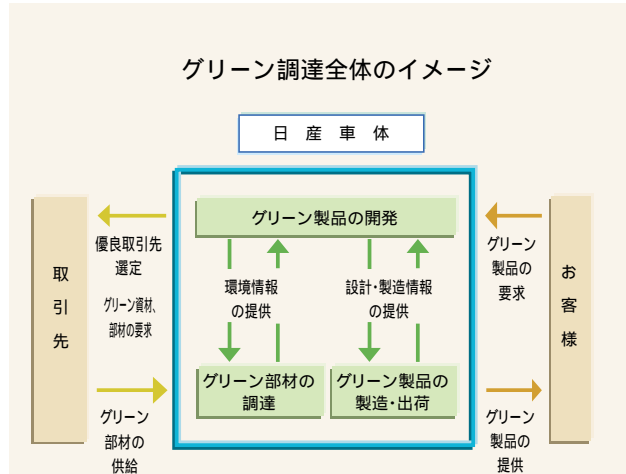 グリーン調達全体のイメージ
日産車体
グリーン製品の開発
優良取引先
選定
グリーン資材、
部材の要求
取
引
先
グリーン
部材の
供給
環境情報
の提供
設計・製造情報
の提供
グリーン部材の
調達
グリーン製品の
製造・出荷
グリーン
製品の
要求
お
客
様
グリーン
製品の
提供